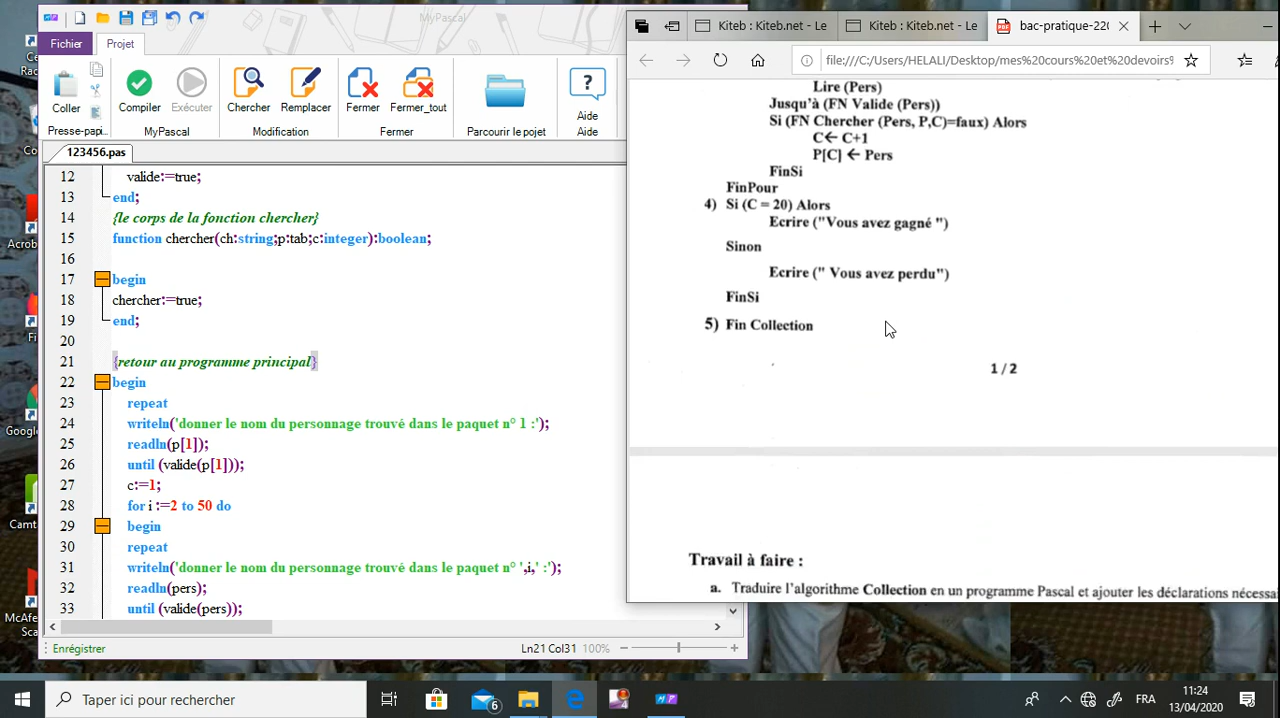 MyPascal
Fichier
Projet
Coller
Compiler
Exécuter
Chercher
Remplacer
Fermer
Fermer_tout
Parcourir le projet
Aide
Presse-papi...
MyPascal
Modification
Fermer
Aide
123456.pas
12 valide:=true;
13 end;
14 {le corps de la fonction chercher}
15 function chercher(ch:string;p:tab;c:integer):boolean;
16
17 begin
18 chercher:=true;
19 end;
20
21 {retour au programme principal}
22 begin
23 repeat
24 writeln('donner le nom du personnage trouvé dans le paquet n° 1 :');
25 readln(p[1]);
26 until (valide(p[1]));
27 c:=1;
28 for i :=2 to 50 do
29 begin
30 repeat
31 writeln('donner le nom du personnage trouvé dans le paquet n° ',i,' :');
32 readln(pers);
33 until (valide(pers));
Enrégistrer
Ln21 Col31 100%
Kiteb : Kiteb.net - Le
Kiteb : Kiteb.net - Le
bac-pratique-220
file:///C:/Users/HELALI/Desktop/mes%20cours%20et%20devoirs%
Lire (Pers)
Jusqu'à (FN Valide (Pers))
Si (FN Chercher (Pers, P,C)=faux) Alors
C← C+1
P[C] ← Pers
FinSi
FinPour
4) Si (C = 20) Alors
Ecrire ("Vous avez gagné ")
Sinon
Ecrire (" Vous avez perdu")
FinSi
5) Fin Collection
1 / 2
Travail à faire :
a. Traduire l'algorithme Collection en un programme Pascal et ajouter les déclarations nécessa
Acrob
Google
Camt
McAfe
Taper ici pour rechercher
6
FRA
11:24
13/04/2020